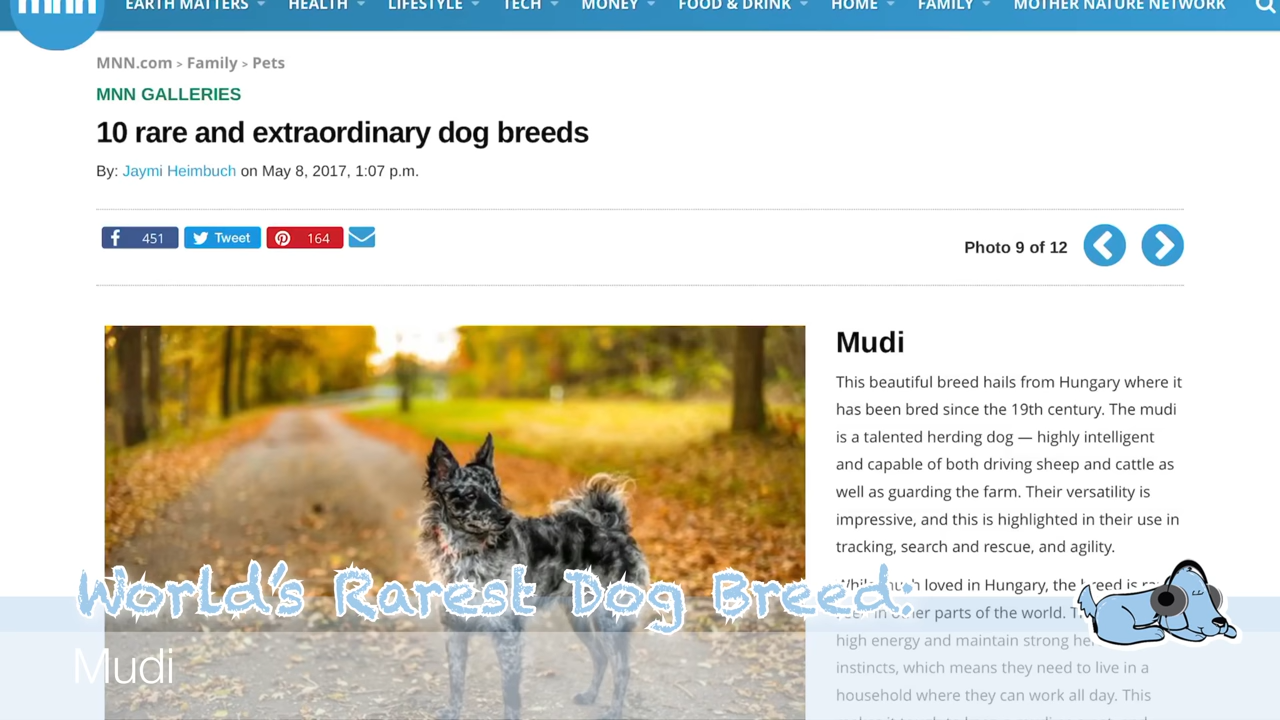 mnn
EARTH MATTERS HEALTH LIFESTYLE TECH MONEY FOOD & DRINK HOME FAMILY MOTHER NATURE NETWORK
MNN.com > Family > Pets
MNN GALLERIES
10 rare and extraordinary dog breeds
By: Jaymi Heimbuch on May 8, 2017, 1:07 p.m.
451 Tweet 164
Photo 9 of 12
Mudi
This beautiful breed hails from Hungary where it
has been bred since the 19th century. The mudi
is a talented herding dog — highly intelligent
and capable of both driving sheep and cattle as
well as guarding the farm. Their versatility is
impressive, and this is highlighted in their use in
tracking, search and rescue, and agility.
loved in Hungary, the breed is
in other parts of the world.
high energy and maintain strong
instincts, which means they need to live in a
household where they can work all day. This
World's Rarest Dog Breed:
Mudi